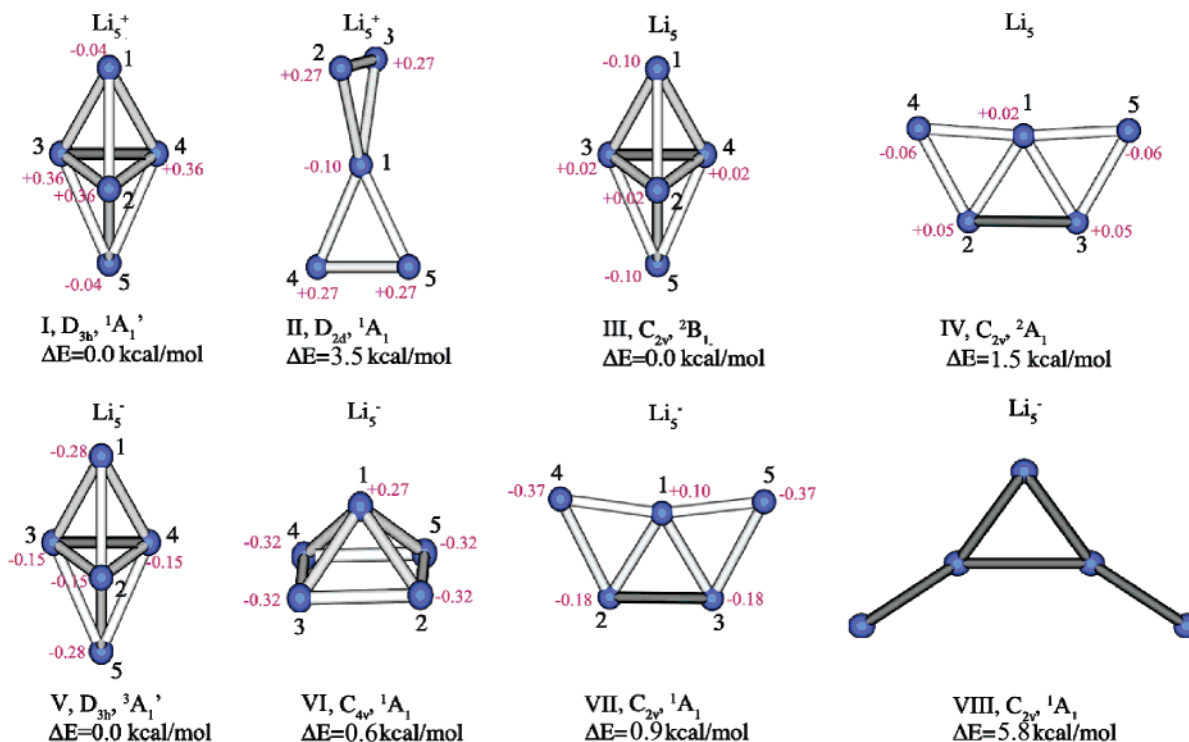 Li₅⁺
-0.04
1
3
4
+0.36
+0.36
+0.36
2
-0.04
5
I, D₃ₕ, ¹A₁’
ΔE=0.0 kcal/mol
Li₅⁺
3
2
+0.27
+0.27
-0.10
1
4
5
+0.27
+0.27
II, D₂d, ¹A₁
ΔE=3.5 kcal/mol
Li₅
-0.10
1
3
4
+0.02
+0.02
+0.02
2
-0.10
5
III, C₂ᵥ, ²B₁
ΔE=0.0 kcal/mol
Li₅
4
1
5
+0.02
-0.06
-0.06
+0.05
2
3
+0.05
IV, C₂ᵥ, ²A₁
ΔE=1.5 kcal/mol
Li₅⁻
-0.28
1
3
4
-0.15
-0.15
-0.15
2
-0.28
5
V, D₃ₕ, ³A₁’
ΔE=0.0 kcal/mol
Li₅⁻
1
+0.27
4
5
-0.32
-0.32
-0.32
-0.32
3
2
VI, C₄ᵥ, ¹A₁
ΔE=0.6 kcal/mol
Li₅⁻
4
1
5
-0.37
+0.10
-0.37
-0.18
2
3
-0.18
VII, C₂ᵥ, ¹A₁
ΔE=0.9 kcal/mol
Li₅⁻
VIII, C₂ᵥ, ¹A₁
ΔE=5.8 kcal/mol